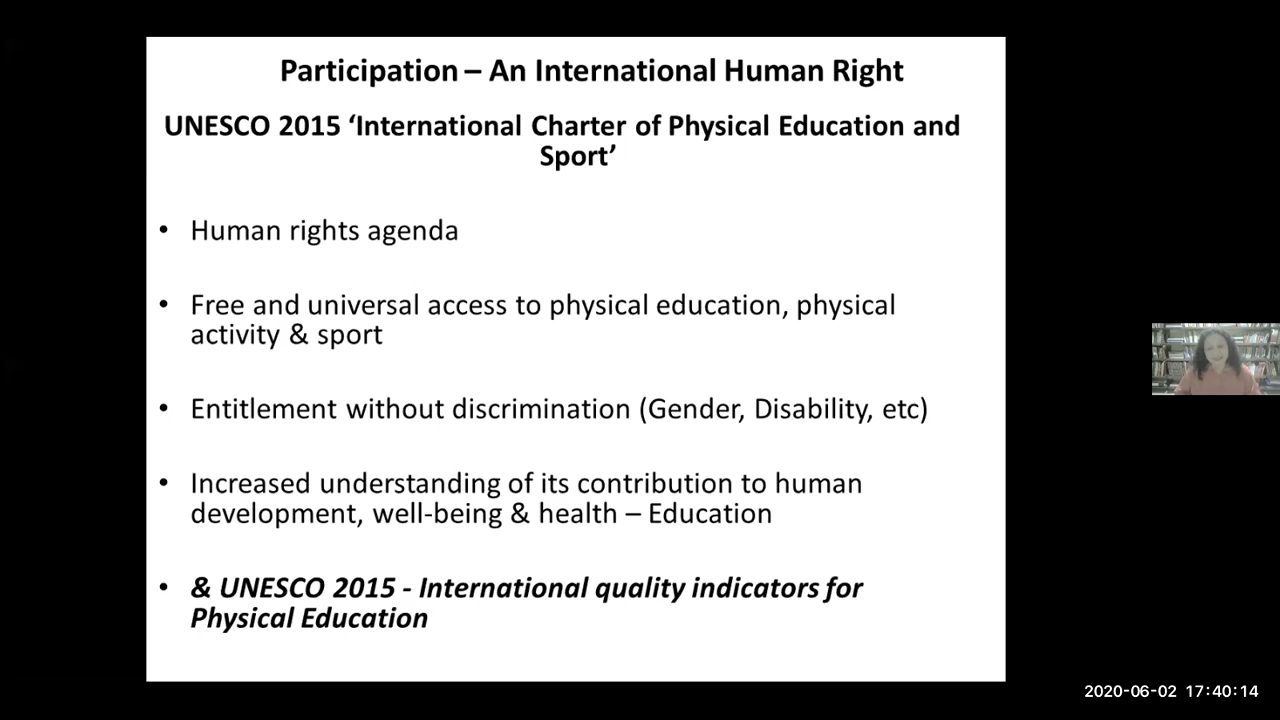 Participation – An International Human Right
UNESCO 2015 ‘International Charter of Physical Education and
Sport’
• Human rights agenda
• Free and universal access to physical education, physical
activity & sport
• Entitlement without discrimination (Gender, Disability, etc)
• Increased understanding of its contribution to human
development, well-being & health – Education
• & UNESCO 2015 - International quality indicators for
Physical Education
2020-06-02 17:40:14